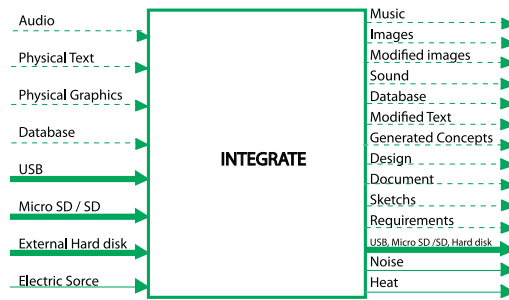 Audio
Physical Text
Physical Graphics
Database
USB
Micro SD / SD
External Hard disk
Electric Sorce
INTEGRATE
Music
Images
Modified images
Sound
Database
Modified Text
Generated Concepts
Design
Document
Sketchs
Requirements
USB, Micro SD /SD, Hard disk
Noise
Heat